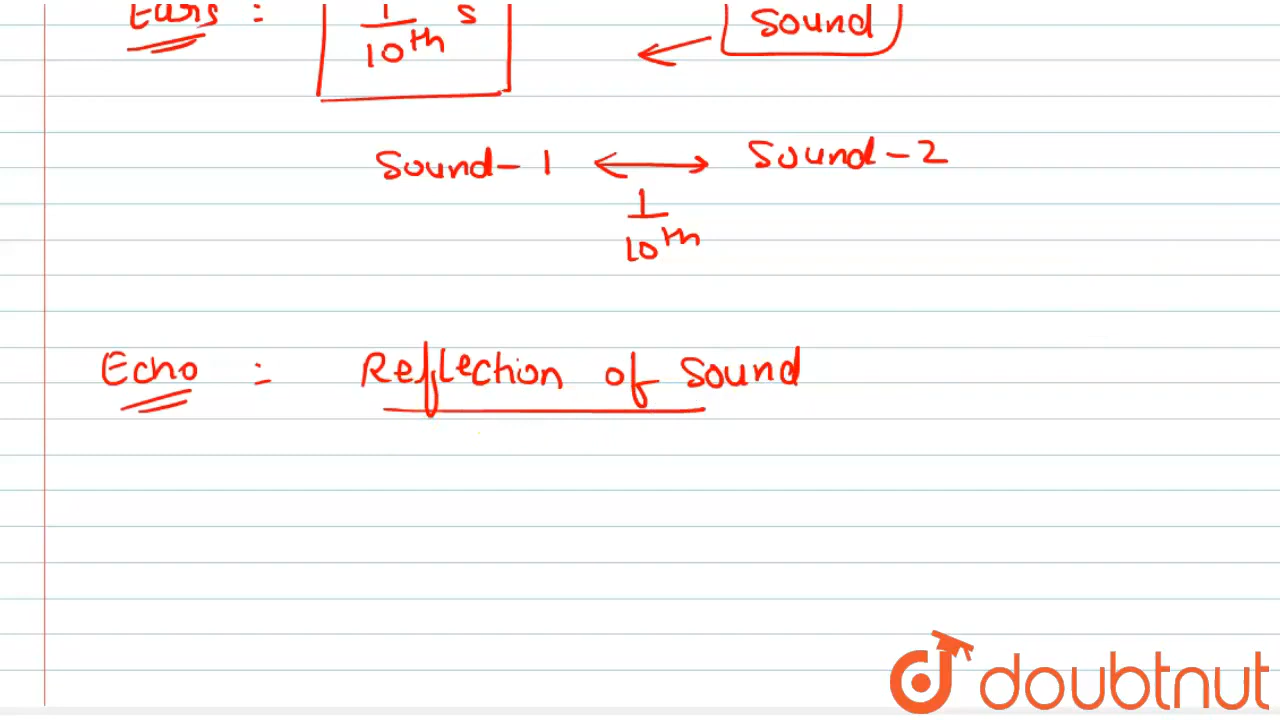 Ears :
1/10th s
Sound
Sound-1 ⟷ Sound-2
1/10th
Echo : Reflection of Sound
doubtnut